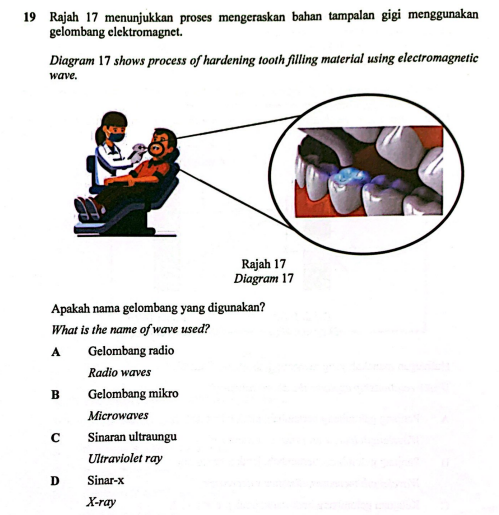 19 Rajah 17 menunjukkan proses mengeraskan bahan tampalan gigi menggunakan
gelombang elektromagnet.
Diagram 17 shows process of hardening tooth filling material using electromagnetic
wave.
Rajah 17
Diagram 17
Apakah nama gelombang yang digunakan?
What is the name of wave used?
A Gelombang radio
Radio waves
B Gelombang mikro
Microwaves
C Sinaran ultraungu
Ultraviolet ray
D Sinar-x
X-ray